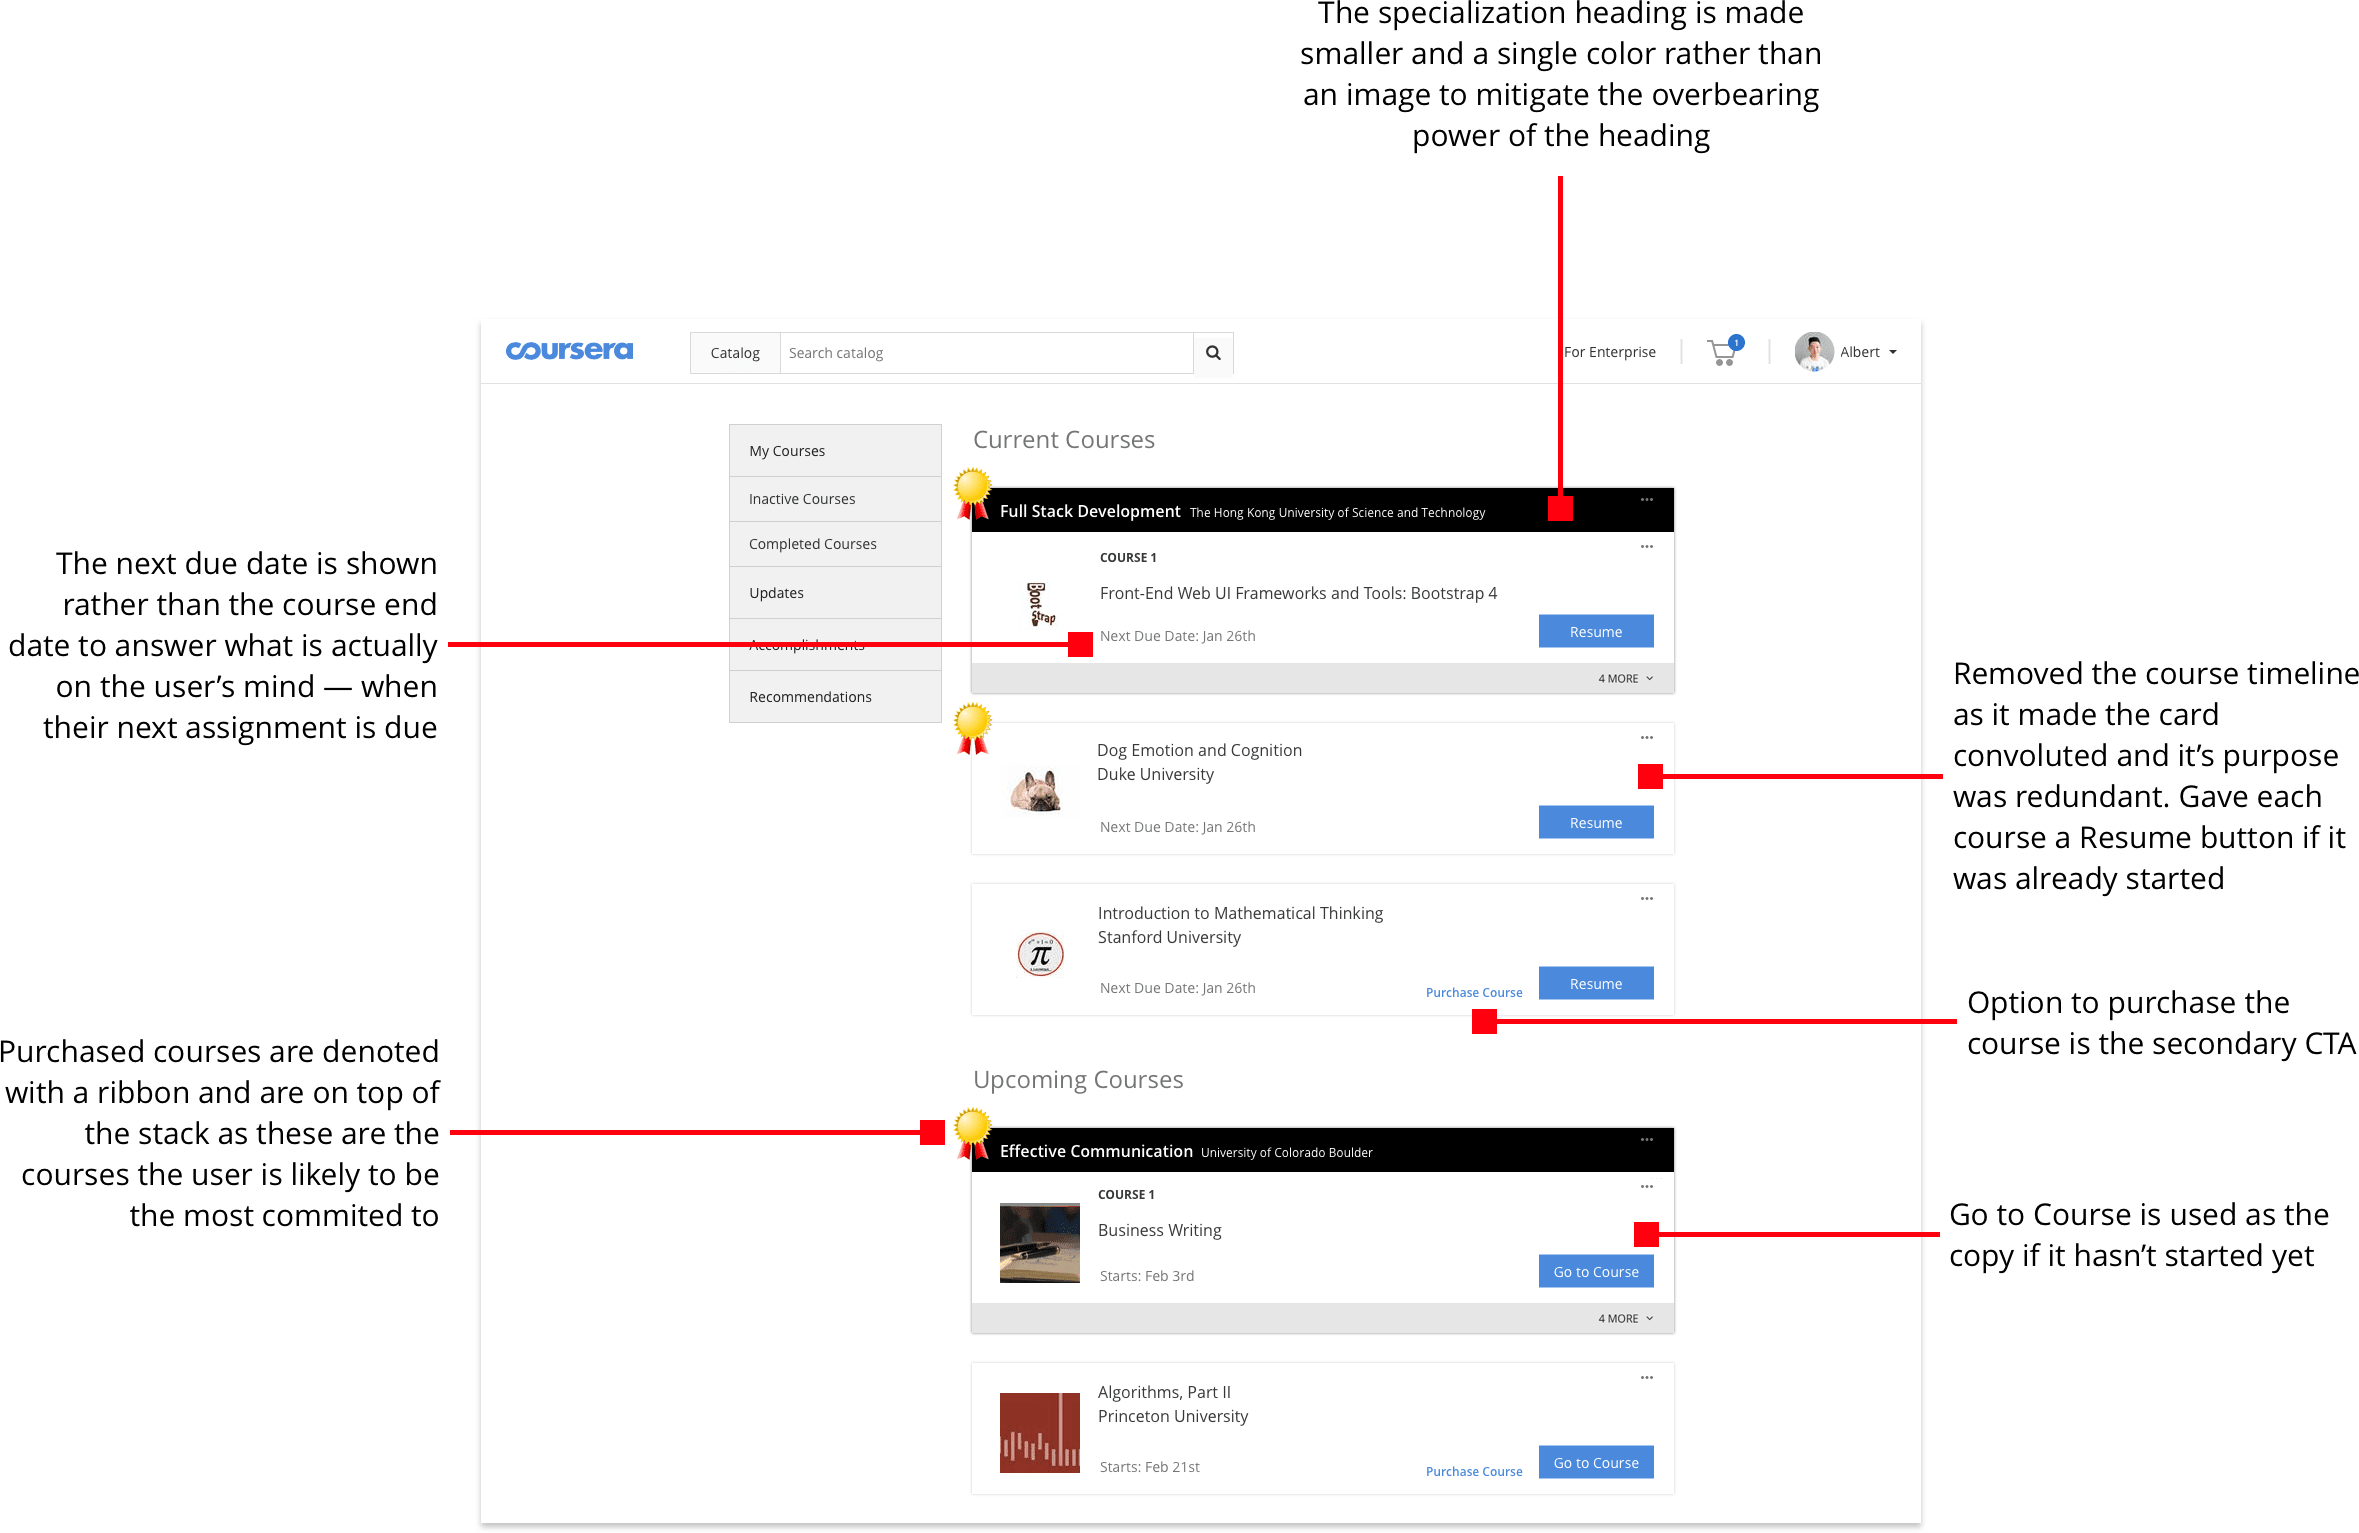 The specialization heading is made
smaller and a single color rather than
an image to mitigate the overbearing
power of the heading
coursera
Catalog
Search catalog
For Enterprise
1
Albert
My Courses
Inactive Courses
Completed Courses
Updates
Accomplishments
Recommendations
Current Courses
Full Stack Development The Hong Kong University of Science and Technology
COURSE 1
Front-End Web UI Frameworks and Tools: Bootstrap 4
Boot
Strap
Next Due Date: Jan 26th
Resume
4 MORE
Dog Emotion and Cognition
Duke University
Next Due Date: Jan 26th
Resume
Introduction to Mathematical Thinking
Stanford University
π
Next Due Date: Jan 26th
Purchase Course
Resume
Upcoming Courses
Effective Communication University of Colorado Boulder
COURSE 1
Business Writing
Starts: Feb 3rd
Go to Course
4 MORE
Algorithms, Part II
Princeton University
Starts: Feb 21st
Purchase Course
Go to Course
The next due date is shown
rather than the course end
date to answer what is actually
on the user’s mind — when
their next assignment is due
Purchased courses are denoted
with a ribbon and are on top of
the stack as these are the
courses the user is likely to be
the most commited to
Removed the course timeline
as it made the card
convoluted and it’s purpose
was redundant. Gave each
course a Resume button if it
was already started
Option to purchase the
course is the secondary CTA
Go to Course is used as the
copy if it hasn’t started yet